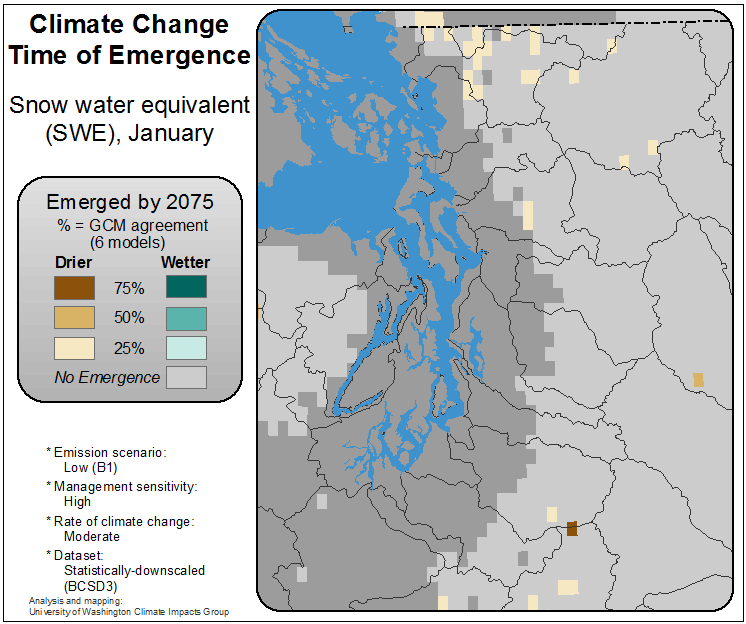 Climate Change
Time of Emergence
Snow water equivalent
(SWE), January
Emerged by 2075
% = GCM agreement
(6 models)
Drier Wetter
75%
50%
25%
No Emergence
* Emission scenario:
Low (B1)
* Management sensitivity:
High
* Rate of climate change:
Moderate
* Dataset:
Statistically-downscaled
(BCSD3)
Analysis and mapping:
University of Washington Climate Impacts Group